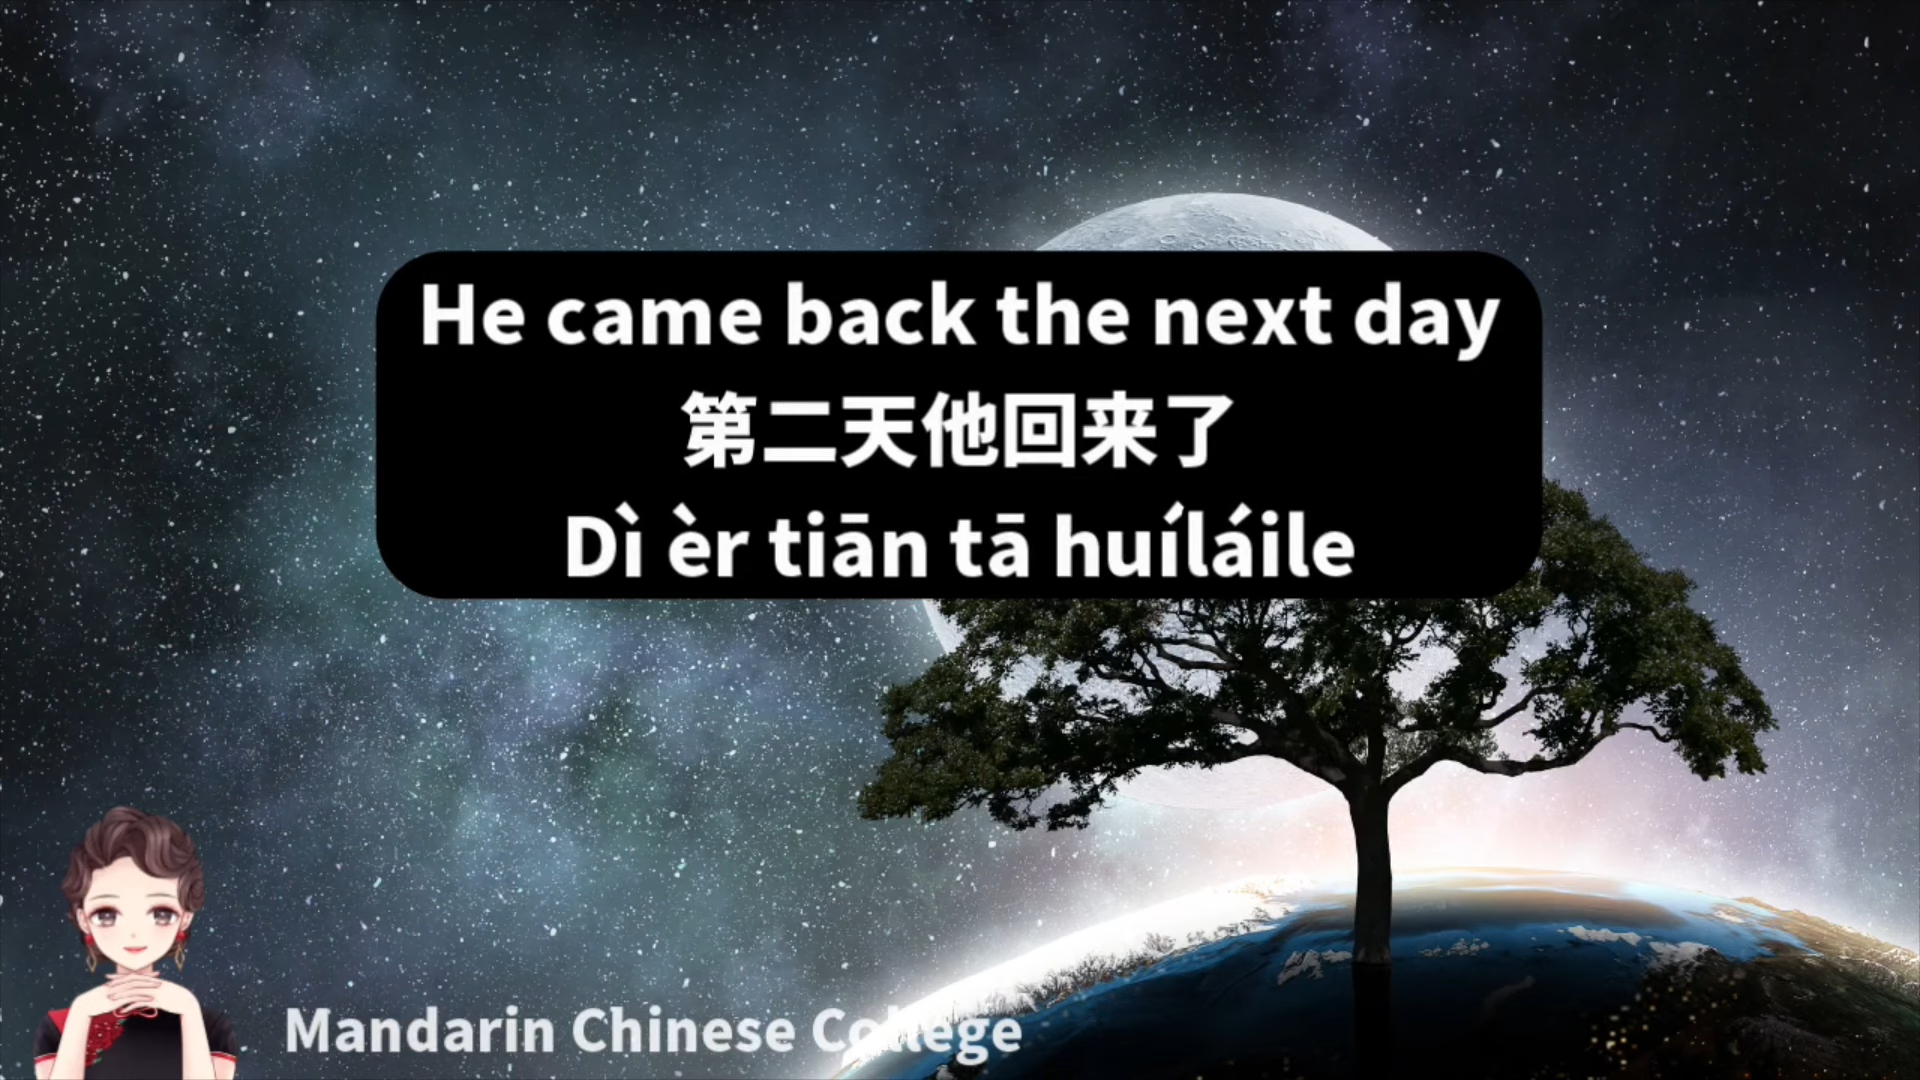 He came back the next day
第二天他回来了
Dì èr tiān tā huíláile
Mandarin Chinese College